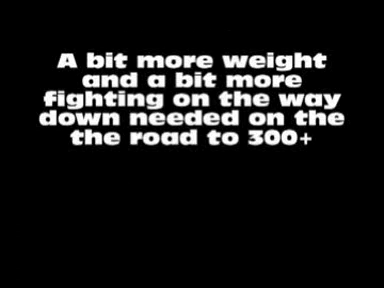 A bit more weight
and a bit more
fighting on the way
down needed on the
the road to 300+